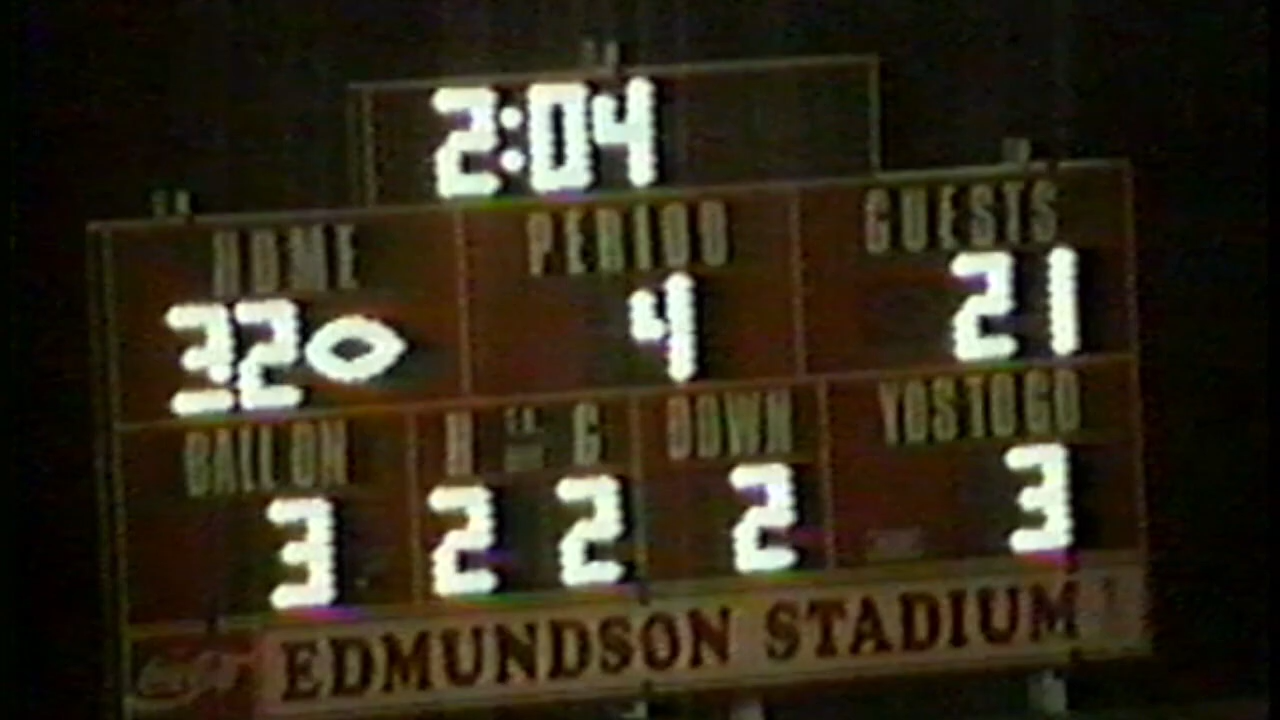 2:04
HOME PERIOD GUESTS
32 4 21
BALL ON H G DOWN YDS TO GO
3 2 2 2 3
EDMUNDSON STADIUM